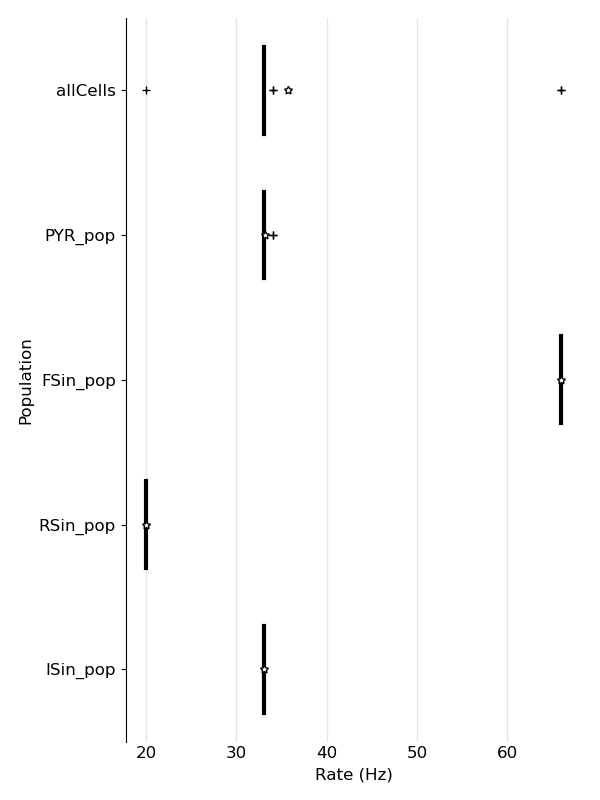 allCells
PYR_pop
FSin_pop
RSin_pop
ISin_pop
Population
20 30 40 50 60
Rate (Hz)